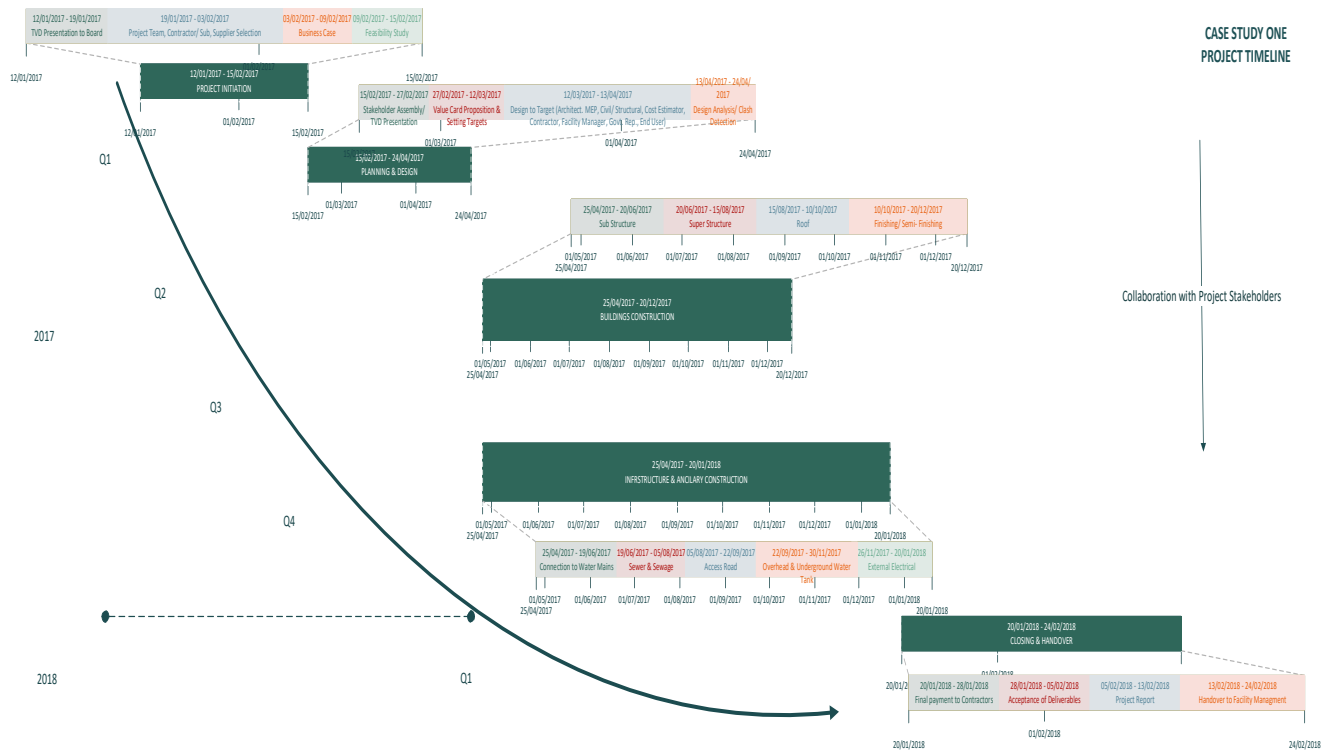 CASE STUDY ONE
PROJECT TIMELINE
12/01/2017 - 19/01/2017
TVD Presentation to Board
19/01/2017 - 03/02/2017
Project Team, Contractor/ Sub, Supplier Selection
03/02/2017 - 09/02/2017
Business Case
09/02/2017 - 15/02/2017
Feasibility Study
12/01/2017
15/02/2017
12/01/2017 - 15/02/2017
PROJECT INITIATION
12/01/2017
01/02/2017
15/02/2017
15/02/2017 - 27/02/2017
Stakeholder Assembly/
TVD Presentation
27/02/2017 - 12/03/2017
Value Card Proposition &
Setting Targets
12/03/2017 - 13/04/2017
Design to Target (Architect. MEP, Civil/ Structural, Cost Estimator,
Contractor, Facility Manager, Govt. Rep., End User)
13/04/2017 - 24/04/
2017
Design Analysis/ Clash
Detection
01/03/2017
01/04/2017
24/04/2017
15/02/2017 - 24/04/2017
PLANNING & DESIGN
15/02/2017
01/03/2017
01/04/2017
24/04/2017
Q1
25/04/2017 - 20/06/2017
Sub Structure
20/06/2017 - 15/08/2017
Super Structure
15/08/2017 - 10/10/2017
Roof
10/10/2017 - 20/12/2017
Finishing/ Semi- Finishing
01/05/2017
01/06/2017
01/07/2017
01/08/2017
01/09/2017
01/10/2017
01/11/2017
01/12/2017
25/04/2017
20/12/2017
Q2
25/04/2017 - 20/12/2017
BUILDINGS CONSTRUCTION
Collaboration with Project Stakeholders
2017
01/05/2017
01/06/2017
01/07/2017
01/08/2017
01/09/2017
01/10/2017
01/11/2017
01/12/2017
25/04/2017
20/12/2017
Q3
25/04/2017 - 20/01/2018
INFRSTRUCTURE & ANCILARY CONSTRUCTION
Q4
01/05/2017
01/06/2017
01/07/2017
01/08/2017
01/09/2017
01/10/2017
01/11/2017
01/12/2017
01/01/2018
25/04/2017
20/01/2018
25/04/2017 - 19/06/2017
Connection to Water Mains
19/06/2017 - 05/08/2017
Sewer & Sewage
05/08/2017 - 22/09/2017
Access Road
22/09/2017 - 30/11/2017
Overhead & Underground Water
Tank
26/11/2017 - 20/01/2018
External Electrical
01/05/2017
01/06/2017
01/07/2017
01/08/2017
01/09/2017
01/10/2017
01/11/2017
01/12/2017
01/01/2018
25/04/2017
20/01/2018
20/01/2018 - 24/02/2018
CLOSING & HANDOVER
2018
Q1
20/01/2018 - 28/01/2018
Final payment to Contractors
28/01/2018 - 05/02/2018
Acceptance of Deliverables
05/02/2018 - 13/02/2018
Project Report
13/02/2018 - 24/02/2018
Handover to Facility Managment
20/01/2018
01/02/2018
24/02/2018